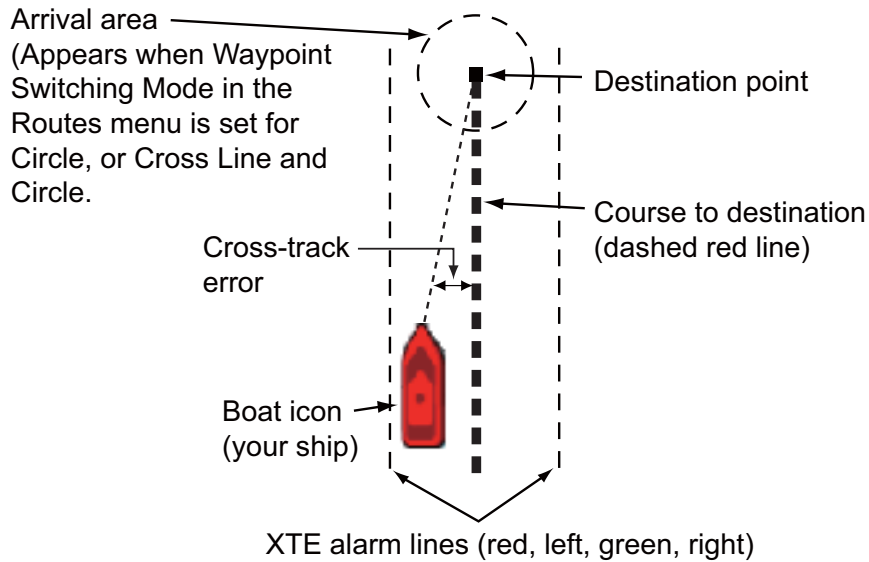 Arrival area
(Appears when Waypoint
Switching Mode in the
Routes menu is set for
Circle, or Cross Line and
Circle.
Destination point
Course to destination
(dashed red line)
Cross-track
error
Boat icon
(your ship)
XTE alarm lines (red, left, green, right)